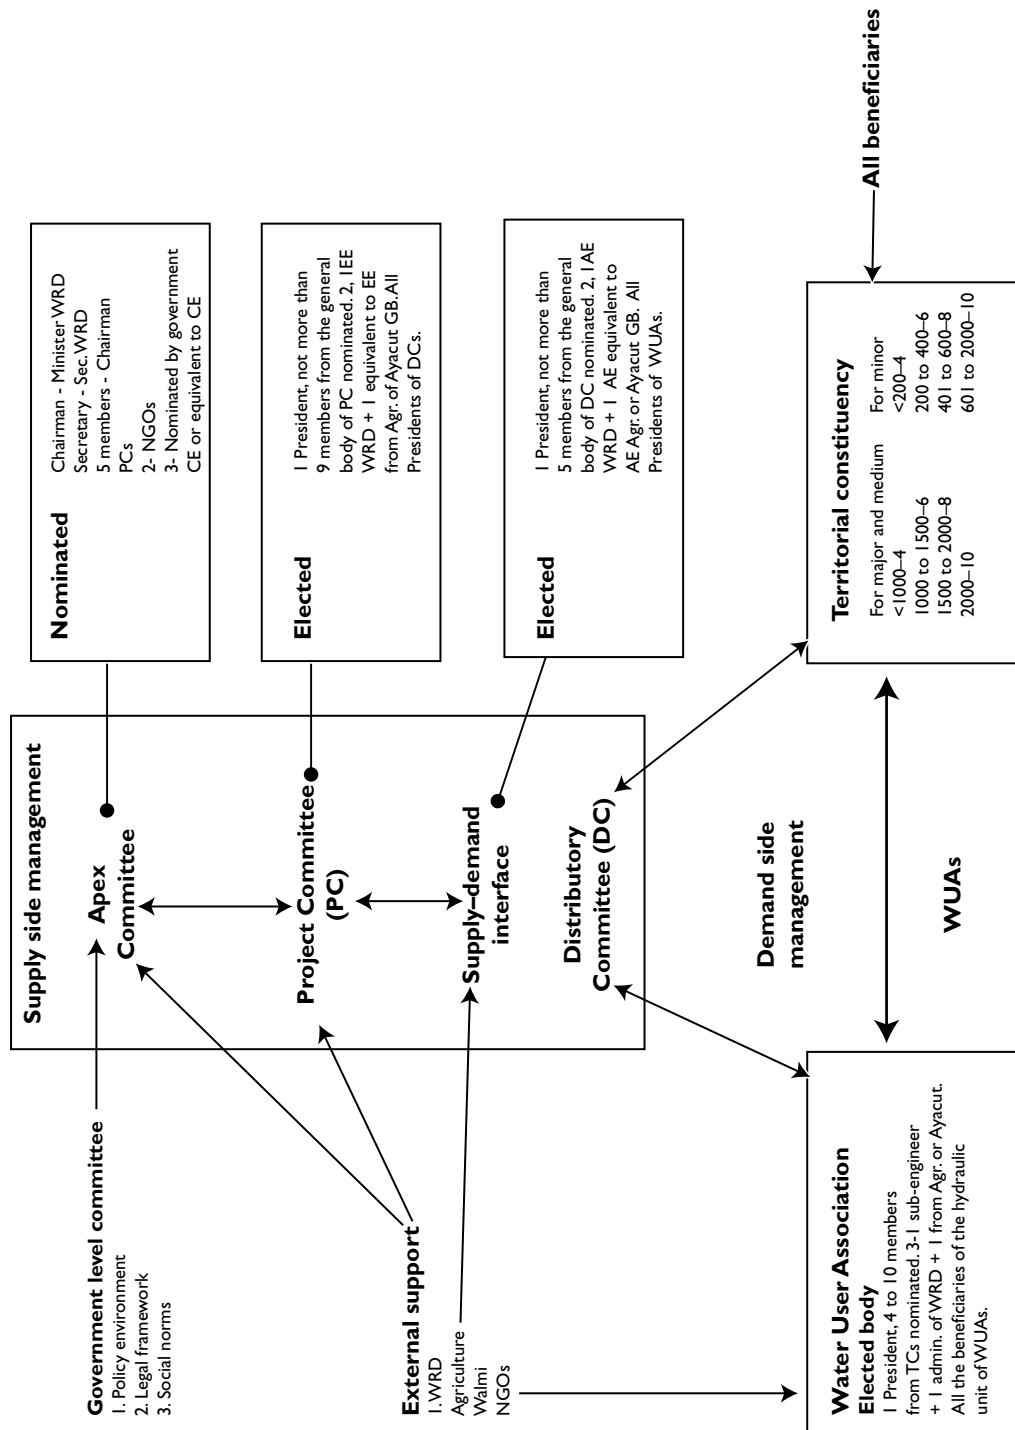 Government level committee
1. Policy environment
2. Legal framework
3. Social norms
External support
1. WRD
Agriculture
Walmi
NGOs
Supply side management
Apex
Committee
Project Committee
(PC)
Supply–demand
interface
Distributory
Committee (DC)
Nominated
Chairman - Minister WRD
Secretary - Sec. WRD
5 members - Chairman
PCs
2- NGOs
3- Nominated by government
CE or equivalent to CE
Elected
1 President, not more than
9 members from the general
body of PC nominated. 2, 1EE
WRD + 1 equivalent to EE
from Agr. of Ayacut GB. All
Presidents of DCs.
Elected
1 President, not more than
5 members from the general
body of DC nominated. 2, 1AE
WRD + 1 AE equivalent to
AE Agr. or Ayacut GB. All
Presidents of WUAs.
Demand side
management
WUAs
Water User Association
Elected body
1 President, 4 to 10 members
from TCs nominated. 3-1 sub-engineer
+ 1 admin. of WRD + 1 from Agr. or Ayacut.
All the beneficiaries of the hydraulic
unit of WUAs.
Territorial constituency
For major and medium
<1000–4
1000 to 1500–6
1500 to 2000–8
2000–10
For minor
<200–4
200 to 400–6
401 to 600–8
601 to 2000–10
All beneficiaries